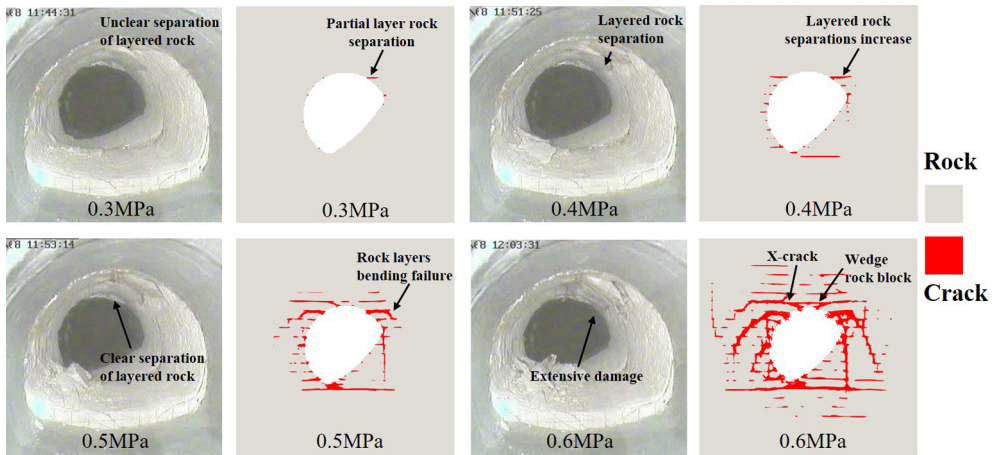 11:44:31
Unclear separation
of layered rock
0.3MPa
Partial layer rock
separation
0.3MPa
8 11:51:25
Layered rock
separation
0.4MPa
Layered rock
separations increase
0.4MPa
Rock
Crack
8 11:53:14
Clear separation
of layered rock
0.5MPa
Rock layers
bending failure
0.5MPa
8 12:03:31
Extensive damage
0.6MPa
X-crack
Wedge
rock block
0.6MPa